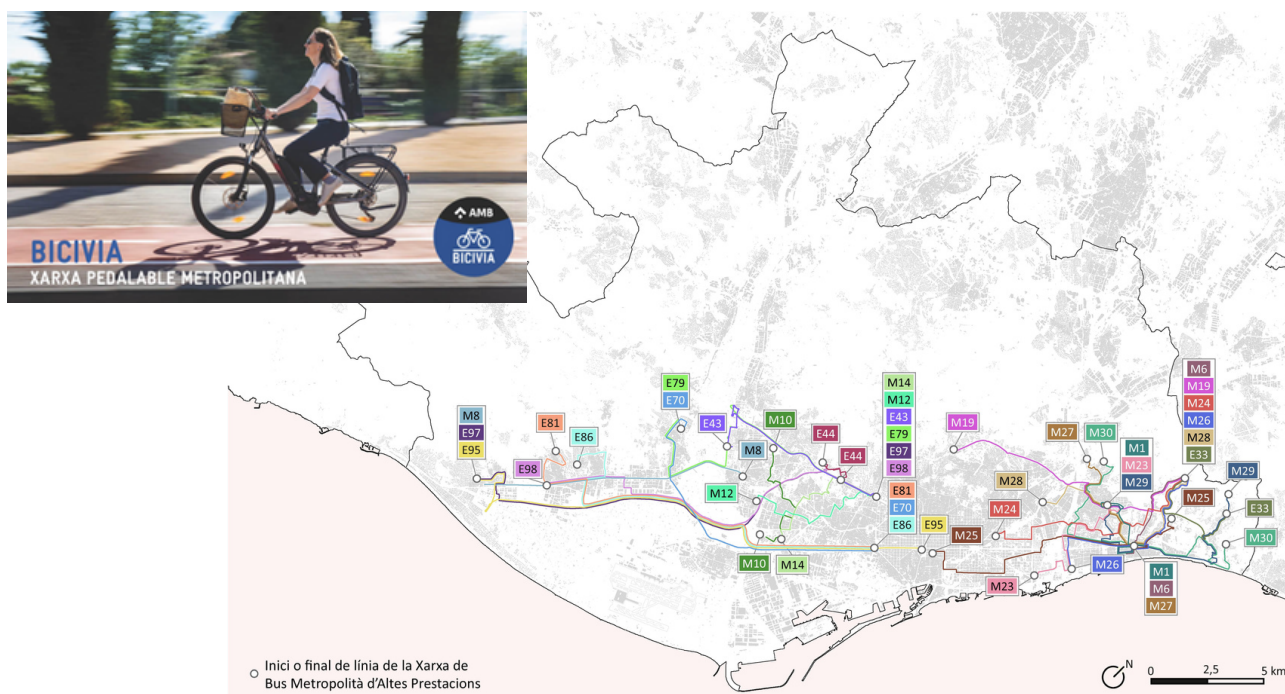 AMB
BICIVIA
BICIVIA
XARXA PEDALABLE METROPOLITANA
M14
M12
E43
E79
E97
E98
M6
M19
M24
M26
M28
E33
E79
E70
M8
E97
E95
E81
E86
E43
M10
E44
M19
M27
M30
M1
M23
M29
M29
E98
M8
E44
M12
E81
E70
E86
M28
M25
E33
M24
E95
M25
M30
M10
M14
M23
M26
M1
M6
M27
Inici o final de línia de la Xarxa de
Bus Metropolità d'Altes Prestacions
N
0 2,5 5 km